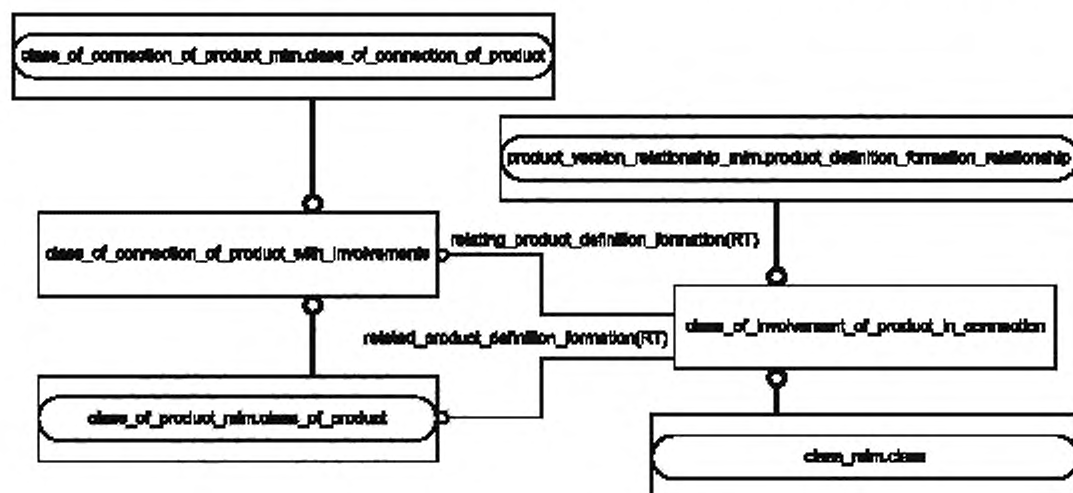 class_of_connection_of_product_mim.class_of_connection_of_product
product_version_relationship_mim.product_definition_formation_relationship
class_of_connection_of_product_with_involvements
relating_product_definition_formation(RT)
class_of_involvement_of_product_in_connection
related_product_definition_formation(RT)
class_of_product_mim.class_of_product
class_mim.class